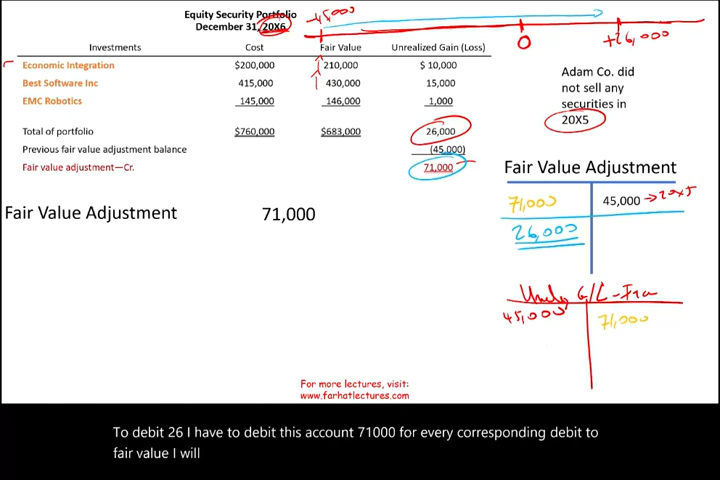 Equity Security Portfolio
December 31, 20X6
-45,000
0
+26,000
Investments Cost Fair Value Unrealized Gain (Loss)
Economic Integration $200,000 210,000 $ 10,000
Best Software Inc 415,000 430,000 15,000
EMC Robotics 145,000 146,000 1,000
Total of portfolio $760,000 $683,000 26,000
Previous fair value adjustment balance (45,000)
Fair value adjustment—Cr. 71,000
Adam Co. did
not sell any
securities in
20X5
Fair Value Adjustment
71,000 45,000 → 20x5
26,000
Fair Value Adjustment 71,000
G/L -
45,000 71,000
For more lectures, visit:
www.farhatlectures.com
To debit 26 I have to debit this account 71000 for every corresponding debit to
fair value I will